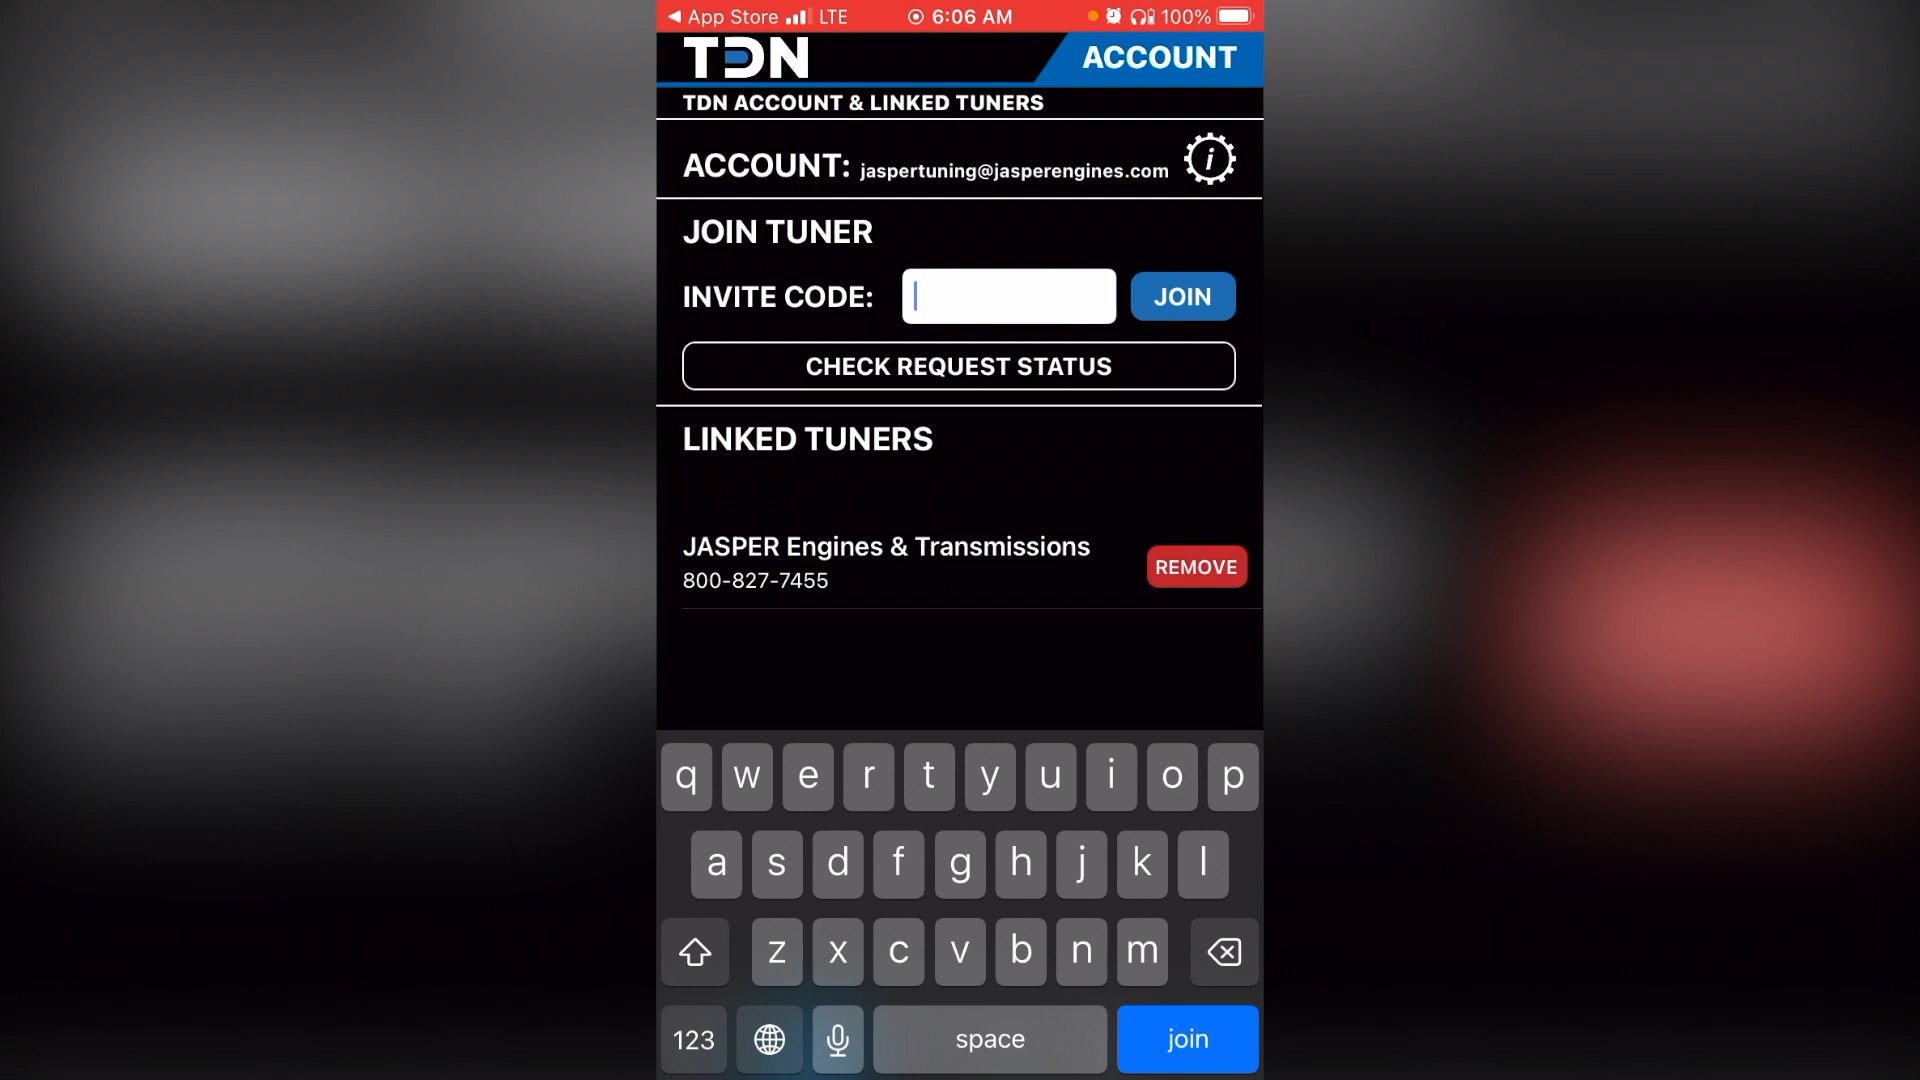 ◀ App Store LTE 6:06 AM 100%
TDN ACCOUNT
TDN ACCOUNT & LINKED TUNERS
ACCOUNT: jaspertuning@jasperengines.com i
JOIN TUNER
INVITE CODE: JOIN
CHECK REQUEST STATUS
LINKED TUNERS
JASPER Engines & Transmissions
800-827-7455
REMOVE
q w e r t y u i o p
a s d f g h j k l
z x c v b n m
123 space join